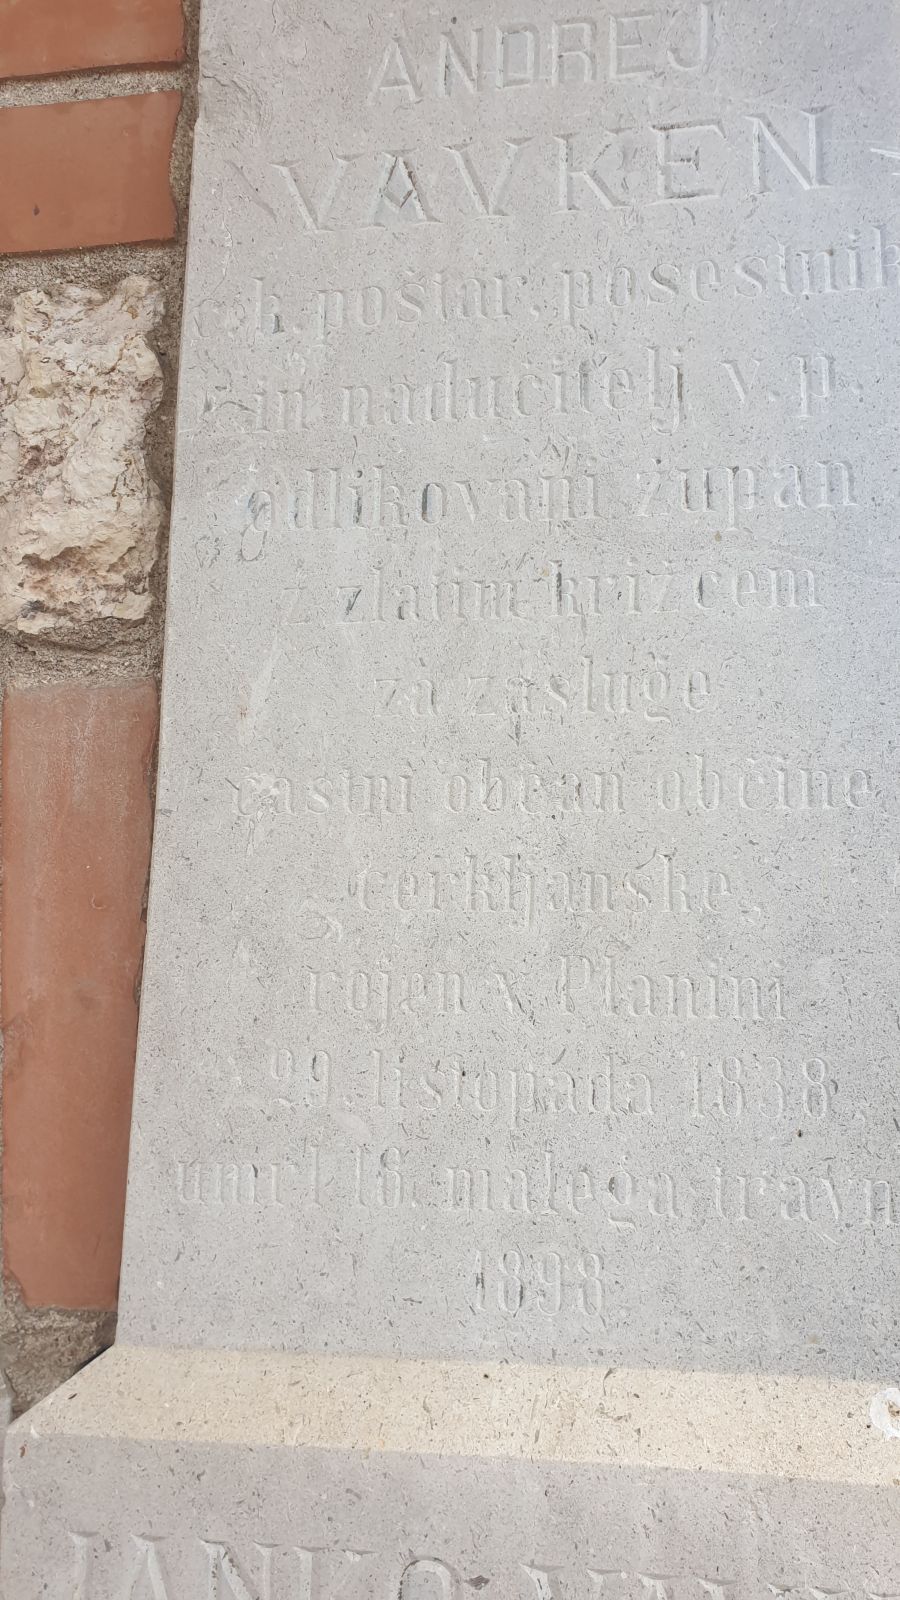 ANDREJ
VAVKEN
c. k. poštar, posestnik
in nadučitelj v. p.
odlikovani župan
z zlatim križcem
za zasluge
častni občan občine
cerkljanske,
rojen v Planini
29. listopada 1838,
umrl 16. malega travn
1898.
JANKO